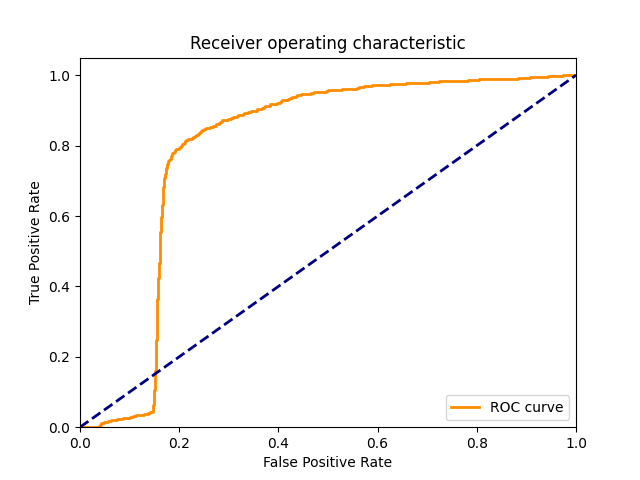 Receiver operating characteristic
True Positive Rate
1.0
0.8
0.6
0.4
0.2
0.0
0.0 0.2 0.4 0.6 0.8 1.0
False Positive Rate
ROC curve